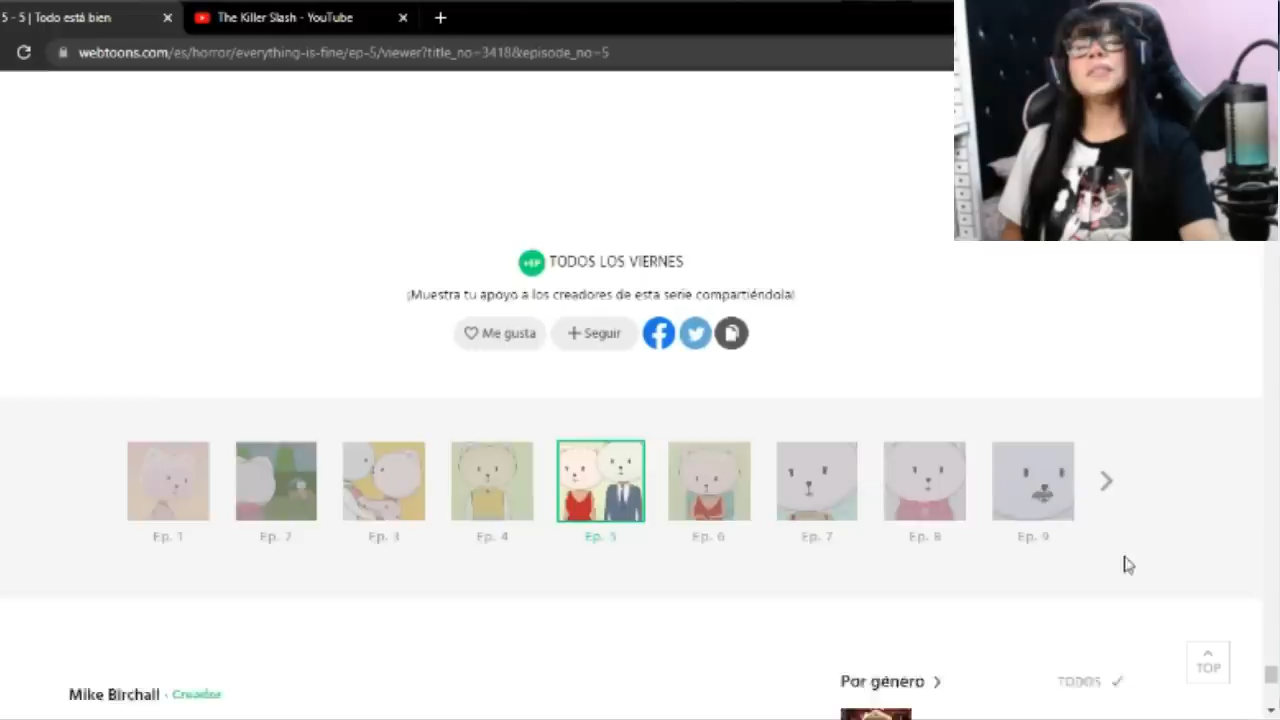 5 - 5 | Todo está bien
The Killer Slash - YouTube
webtoons.com/es/horror/everything-is-fine/ep-5/viewer?title_no=3418&episode_no=5
+EP TODOS LOS VIERNES
¡Muestra tu apoyo a los creadores de esta serie compartiéndola!
Me gusta
Seguir
Ep. 1
Ep. 2
Ep. 3
Ep. 4
Ep. 5
Ep. 6
Ep. 7
Ep. 8
Ep. 9
TOP
Mike Birchall · Creador
Por género
TODOS